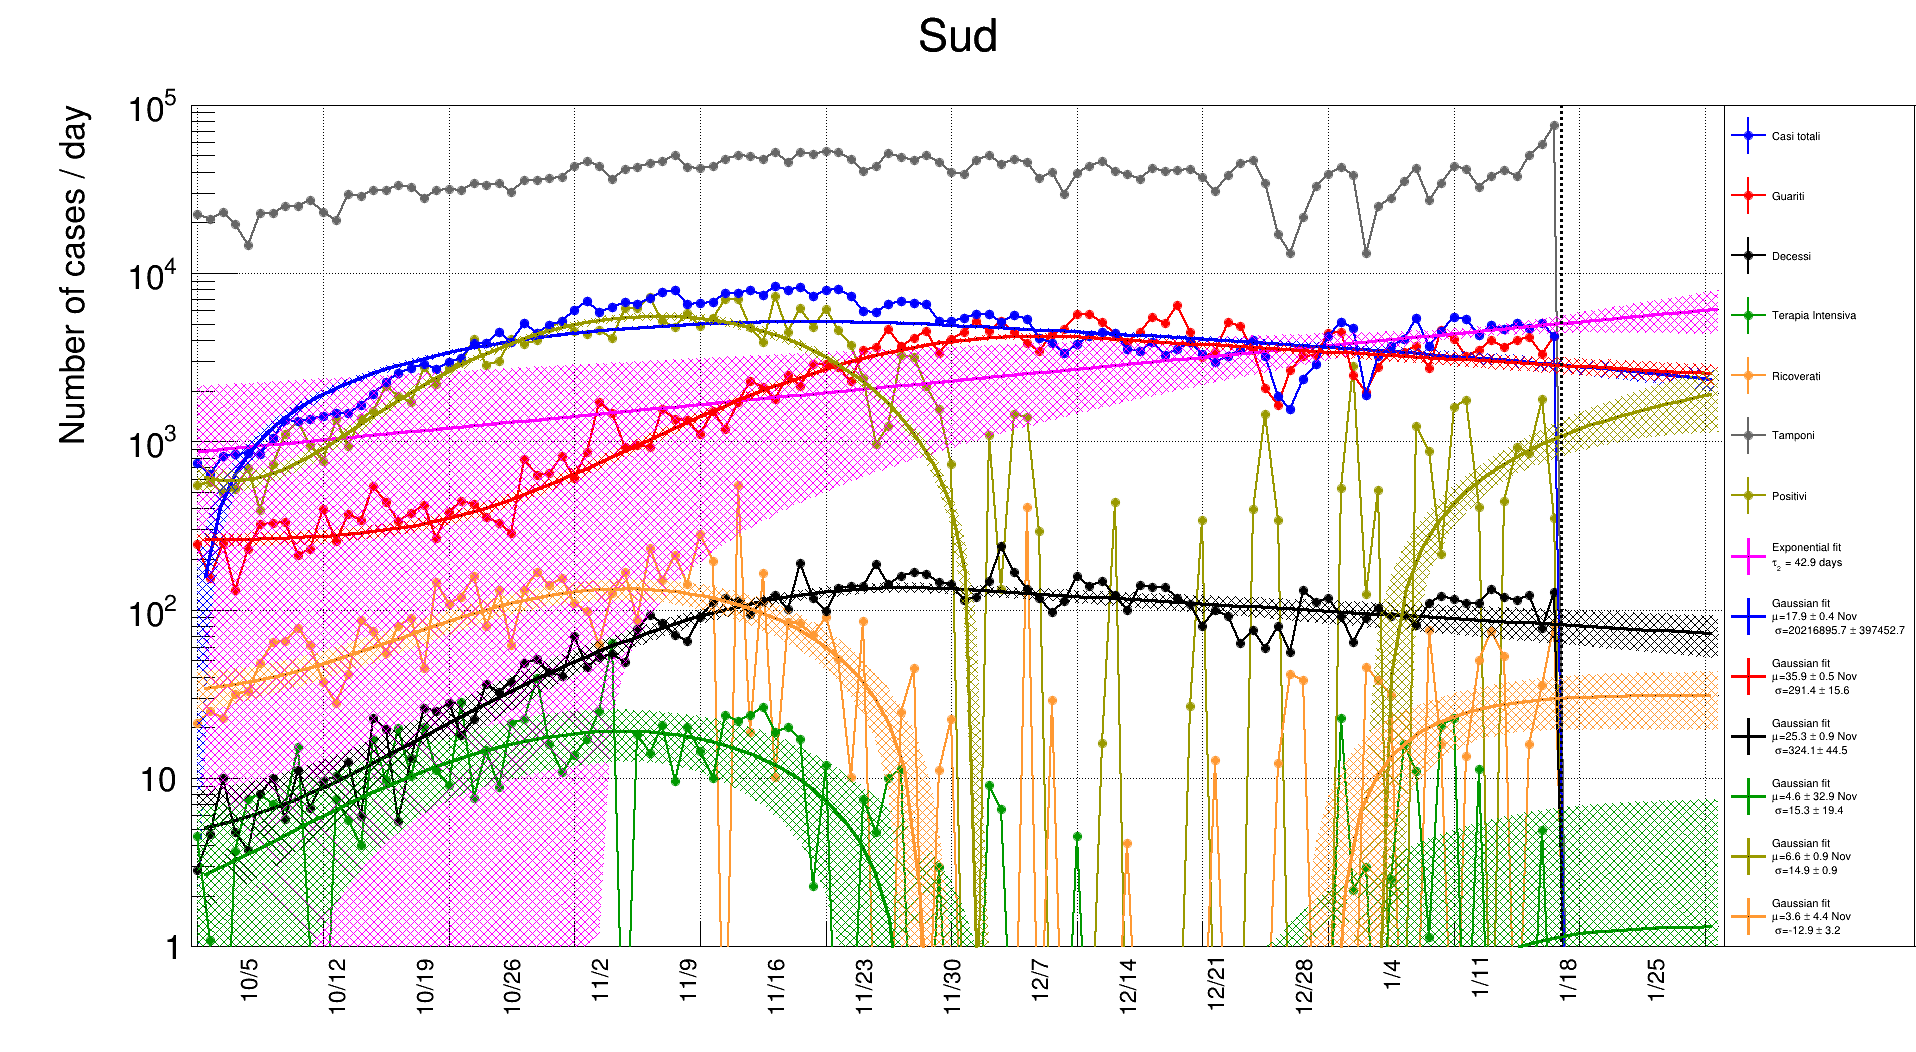 Sud
Number of cases / day
10^5
10^4
10^3
10^2
10
1
10/5
10/12
10/19
10/26
11/2
11/9
11/16
11/23
11/30
12/7
12/14
12/21
12/28
1/4
1/11
1/18
1/25
Casi totali
Guariti
Decessi
Terapia Intensiva
Ricoverati
Tamponi
Positivi
Exponential fit
τ₂ = 42.9 days
Gaussian fit
μ=17.9 ± 0.4 Nov
σ=20216895.7 ± 397452.7
Gaussian fit
μ=35.9 ± 0.5 Nov
σ=291.4 ± 15.6
Gaussian fit
μ=25.3 ± 0.9 Nov
σ=324.1 ± 44.5
Gaussian fit
μ=4.6 ± 32.9 Nov
σ=15.3 ± 19.4
Gaussian fit
μ=6.6 ± 0.9 Nov
σ=14.9 ± 0.9
Gaussian fit
μ=3.6 ± 4.4 Nov
σ=-12.9 ± 3.2